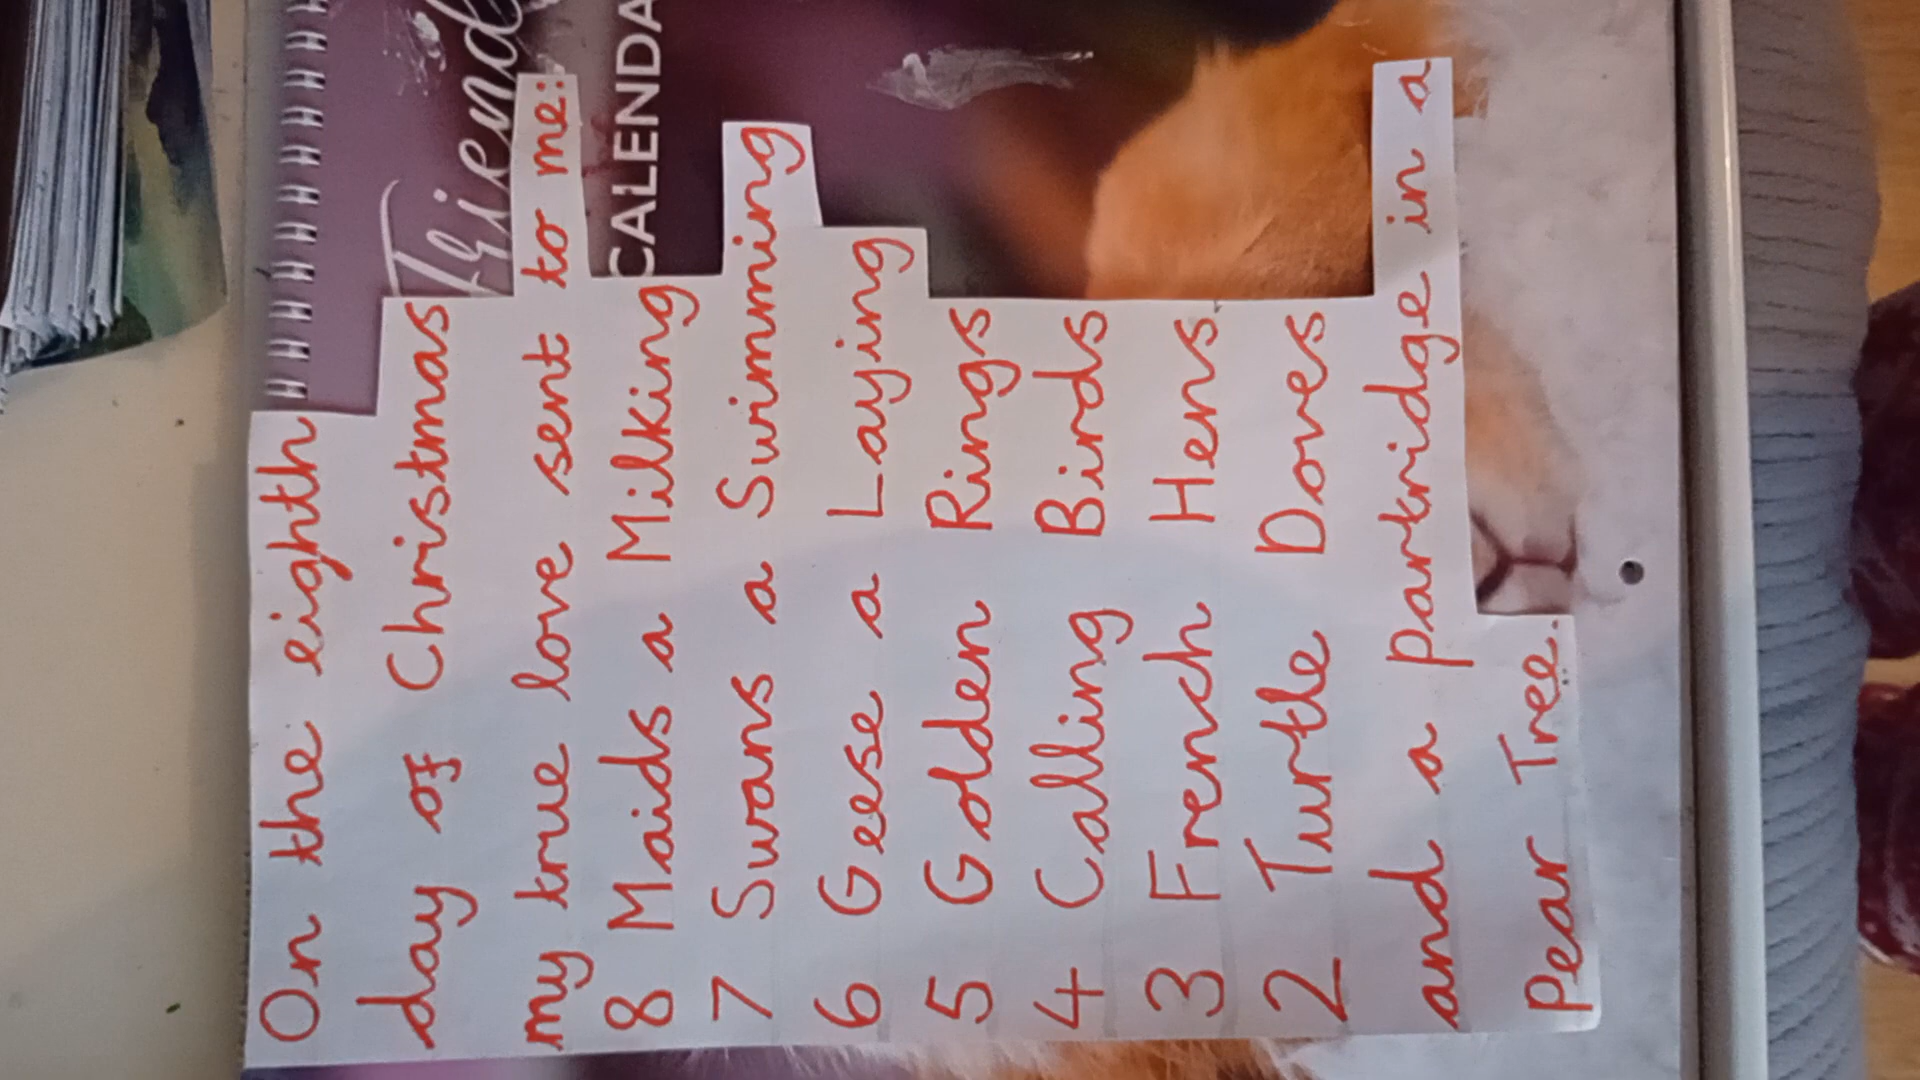 Friend
CALENDA
On the eighth
day of Christmas
my true love sent to me:
8 Maids a Milking
7 Swans a Swimming
6 Geese a Laying
5 Golden Rings
4 Calling Birds
3 French Hens
2 Turtle Doves
and a partridge in a
Pear Tree.